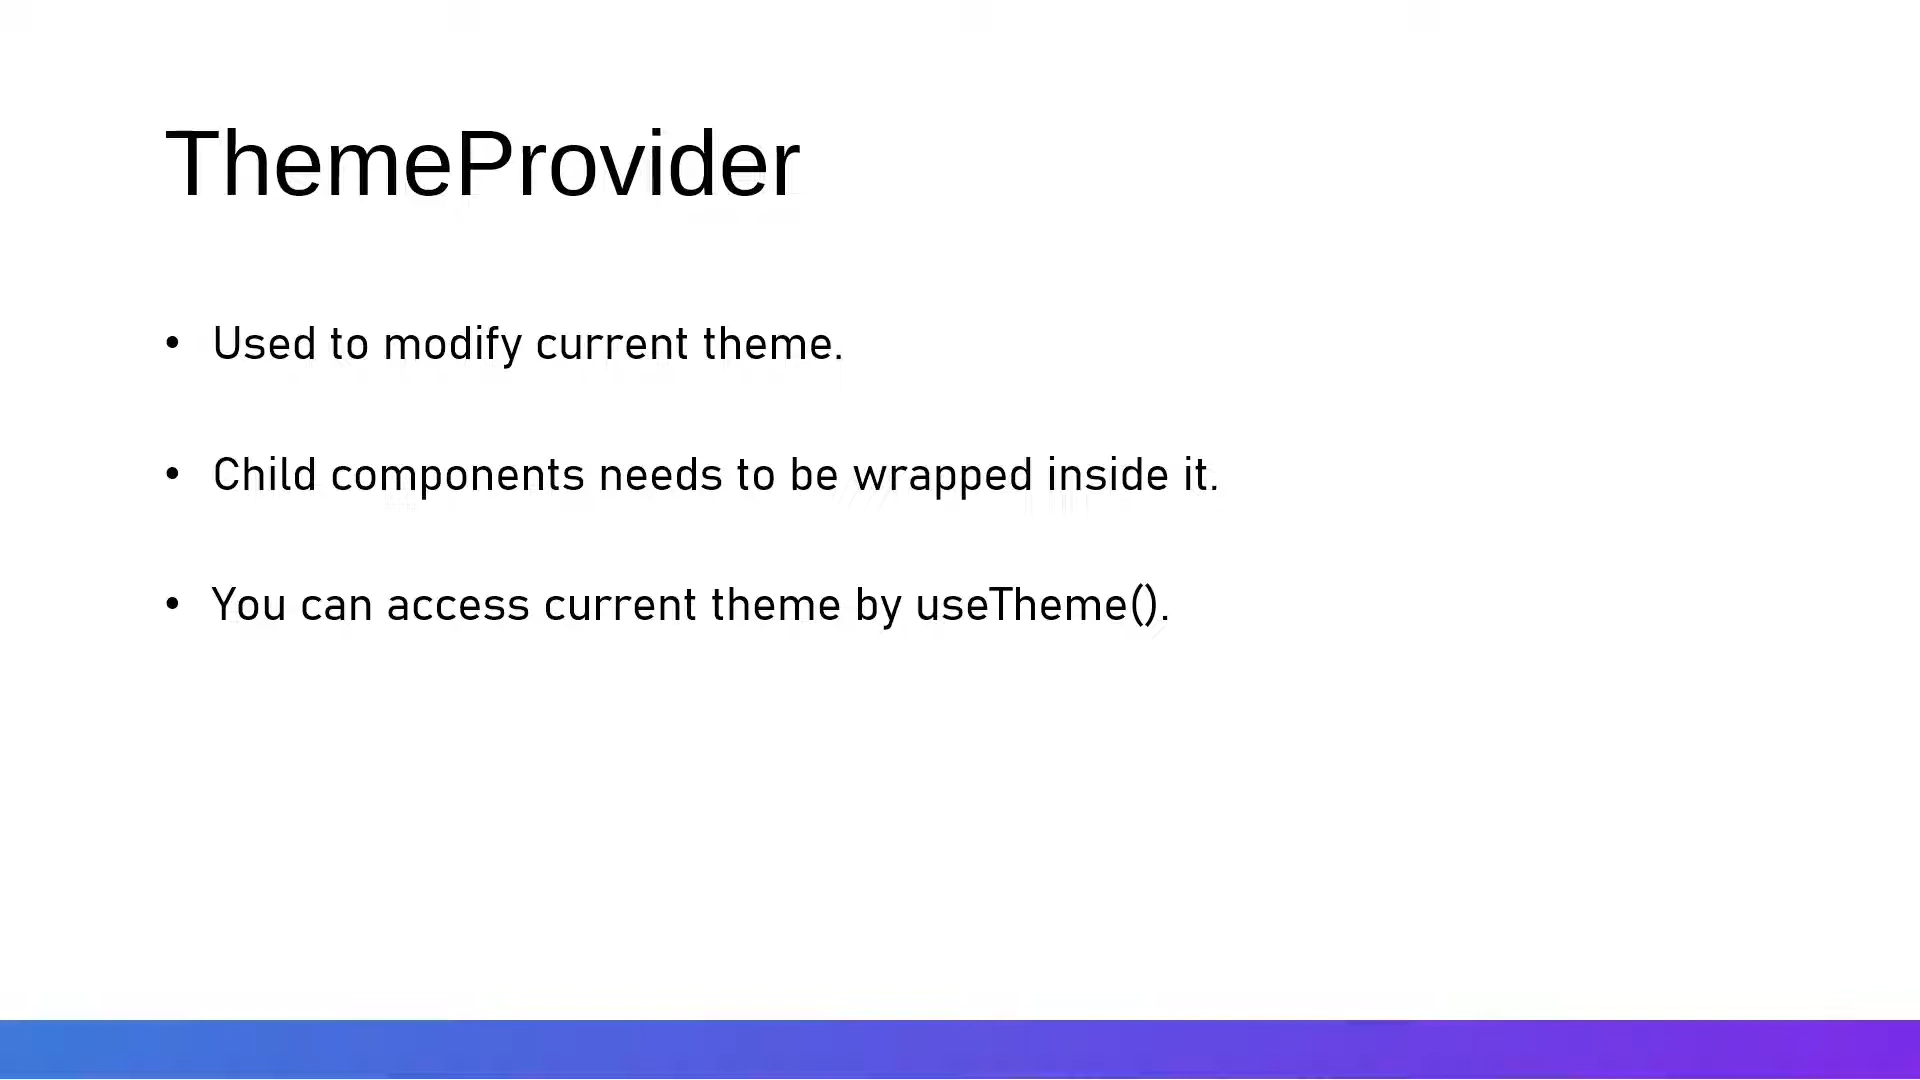 ThemeProvider
• Used to modify current theme.
• Child components needs to be wrapped inside it.
• You can access current theme by useTheme().